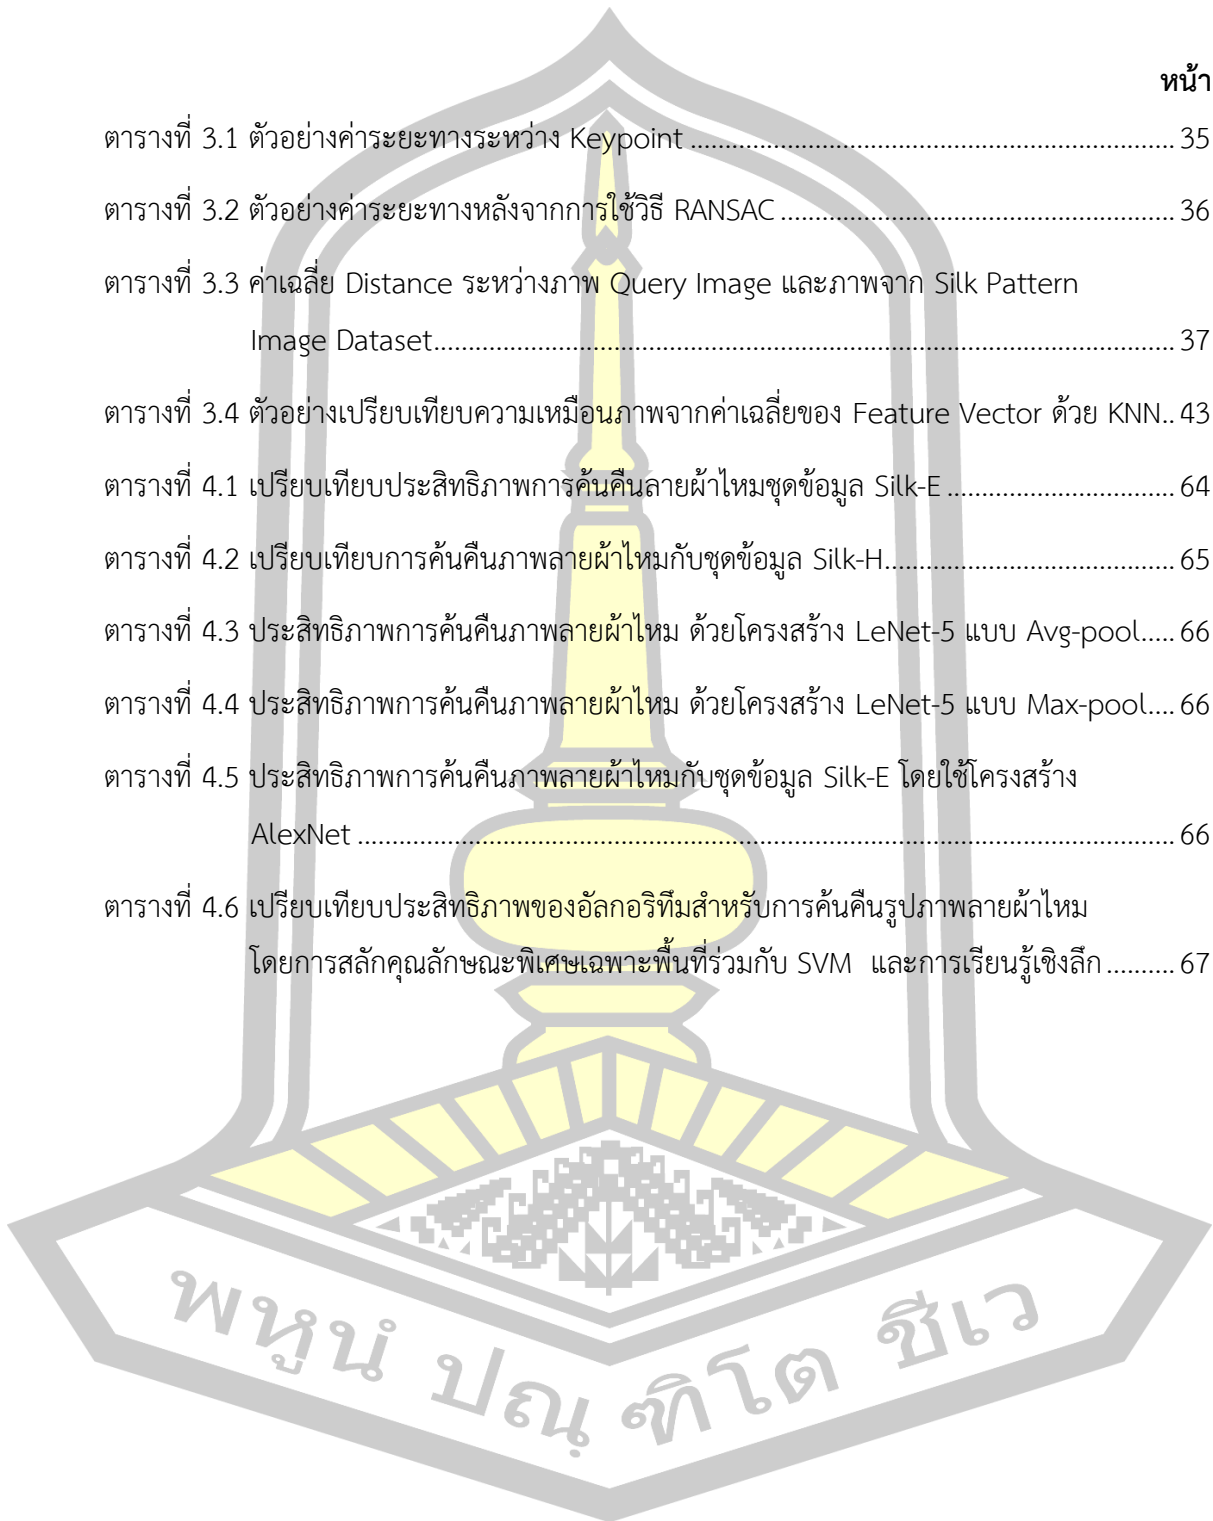 หน้า
ตารางที่ 3.1 ตัวอย่างค่าระยะทางระหว่าง Keypoint ........................................................................ 35
ตารางที่ 3.2 ตัวอย่างค่าระยะทางหลังจากการใช้วิธี RANSAC ........................................................... 36
ตารางที่ 3.3 ค่าเฉลี่ย Distance ระหว่างภาพ Query Image และภาพจาก Silk Pattern
Image Dataset............................................................................................................. 37
ตารางที่ 3.4 ตัวอย่างเปรียบเทียบความเหมือนภาพจากค่าเฉลี่ยของ Feature Vector ด้วย KNN.. 43
ตารางที่ 4.1 เปรียบเทียบประสิทธิภาพการค้นคืนลายผ้าไหมชุดข้อมูล Silk-E .................................. 64
ตารางที่ 4.2 เปรียบเทียบการค้นคืนภาพลายผ้าไหมกับชุดข้อมูล Silk-H........................................... 65
ตารางที่ 4.3 ประสิทธิภาพการค้นคืนภาพลายผ้าไหม ด้วยโครงสร้าง LeNet-5 แบบ Avg-pool..... 66
ตารางที่ 4.4 ประสิทธิภาพการค้นคืนภาพลายผ้าไหม ด้วยโครงสร้าง LeNet-5 แบบ Max-pool.... 66
ตารางที่ 4.5 ประสิทธิภาพการค้นคืนภาพลายผ้าไหมกับชุดข้อมูล Silk-E โดยใช้โครงสร้าง
AlexNet ........................................................................................................................ 66
ตารางที่ 4.6 เปรียบเทียบประสิทธิภาพของอัลกอริทึมสำหรับการค้นคืนรูปภาพลายผ้าไหม
โดยการสลักคุณลักษณะพิเศษเฉพาะพื้นที่ร่วมกับ SVM และการเรียนรู้เชิงลึก .......... 67
พหูนํ ปณฺฑิโต ชีเว